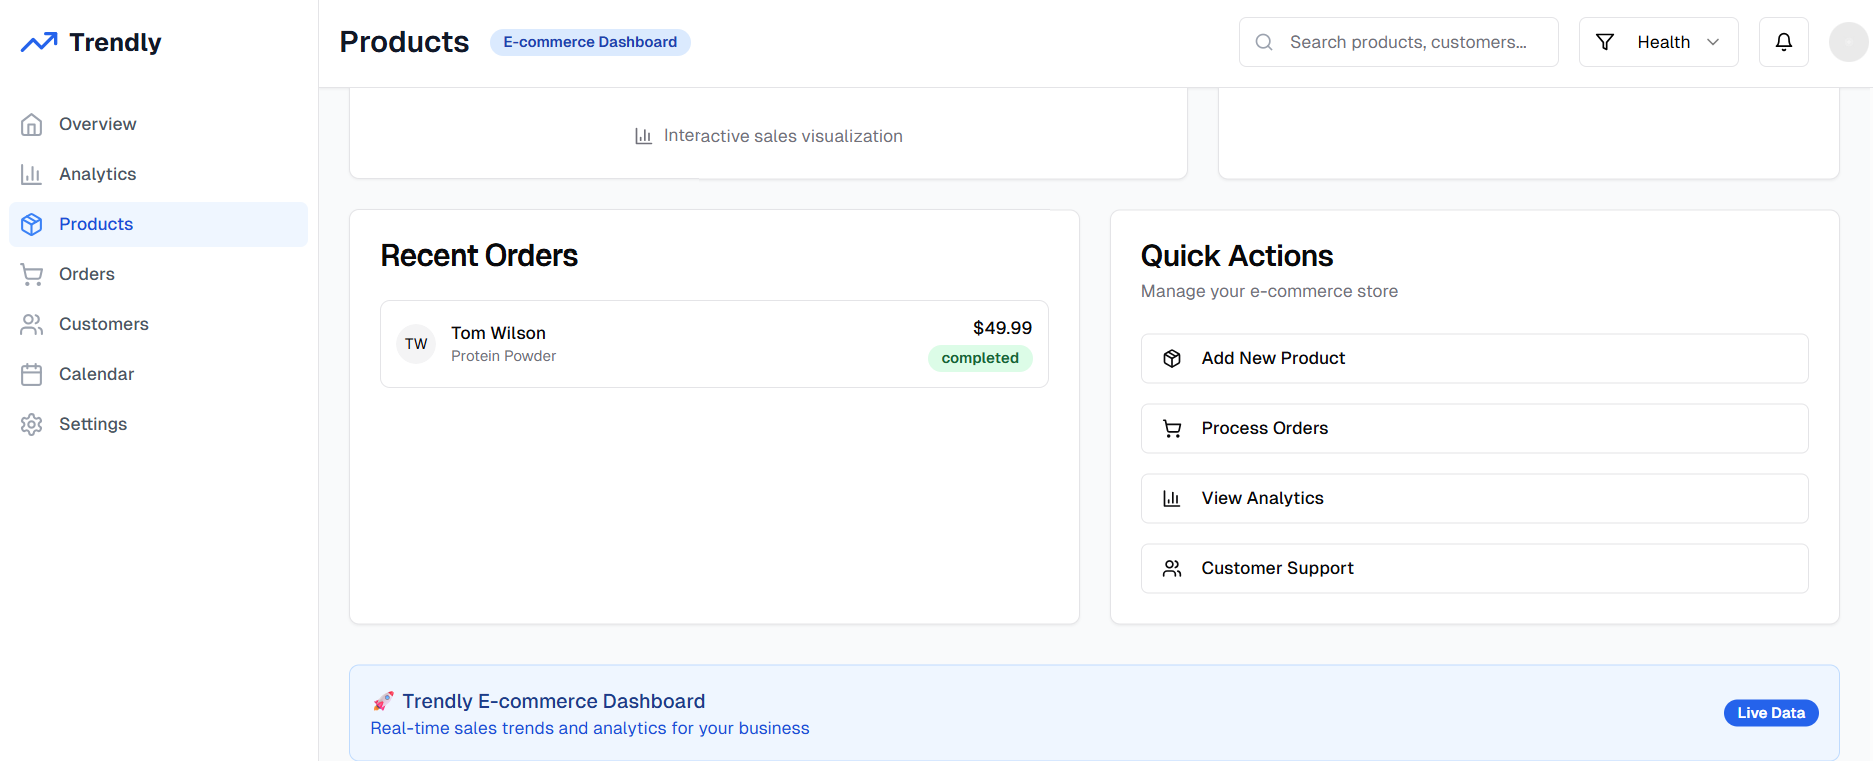 Trendly
Overview
Analytics
Products
Orders
Customers
Calendar
Settings
Products
E-commerce Dashboard
Search products, customers...
Health
Interactive sales visualization
Recent Orders
TW
Tom Wilson
Protein Powder
$49.99
completed
Quick Actions
Manage your e-commerce store
Add New Product
Process Orders
View Analytics
Customer Support
🚀 Trendly E-commerce Dashboard
Real-time sales trends and analytics for your business
Live Data